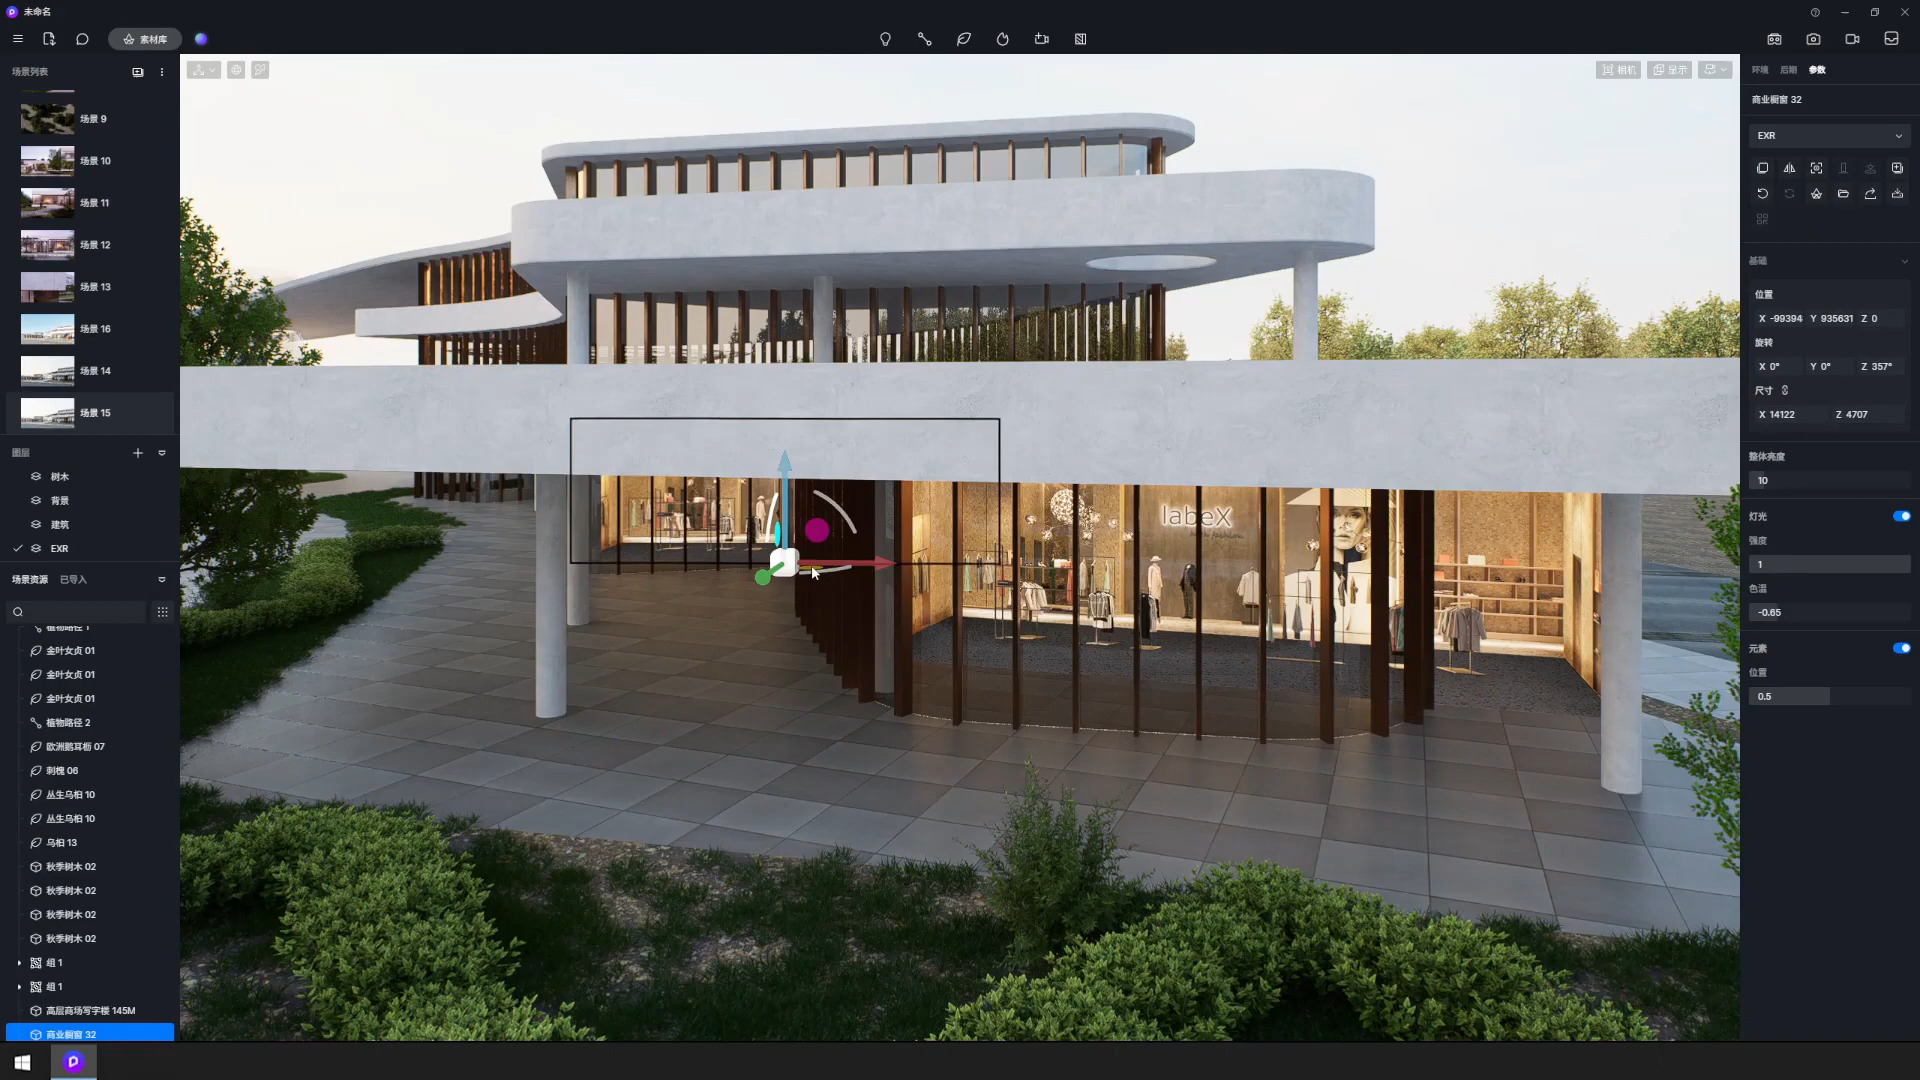 未命名
素材库
场景列表
场景 9
场景 10
场景 11
场景 12
场景 13
场景 16
场景 14
场景 15
图层
树木
背景
建筑
EXR
场景资源 已导入
植物路径 1
金叶女贞 01
金叶女贞 01
金叶女贞 01
植物路径 2
欧洲鹅耳枥 07
刺槐 06
丛生乌桕 10
丛生乌桕 10
乌桕 13
秋季树木 02
秋季树木 02
秋季树木 02
秋季树木 02
组 1
组 1
高层商场写字楼 145M
商业橱窗 32
相机 显示
labeX
环境 后期 参数
商业橱窗 32
EXR
基础
位置
X -99394 Y 935631 Z 0
旋转
X 0° Y 0° Z 357°
尺寸
X 14122 Z 4707
整体亮度
10
灯光
强度
1
色温
-0.65
元素
位置
0.5